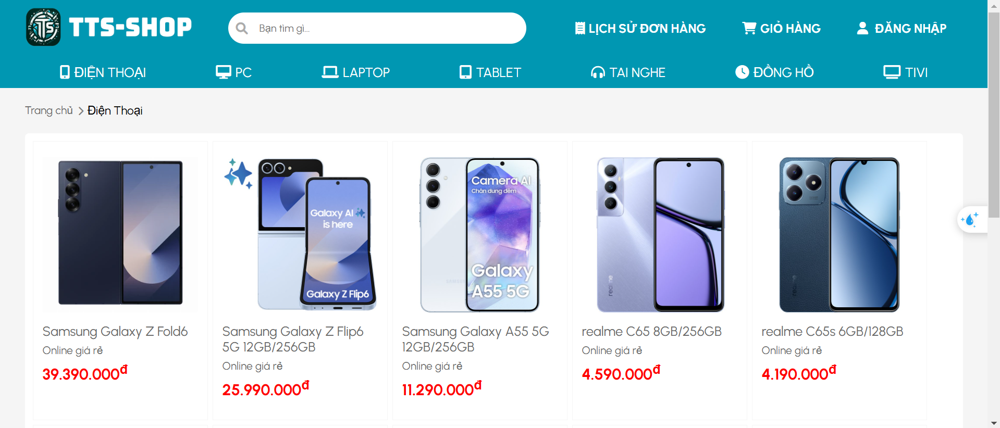 TTS
TTS-SHOP
Bạn tìm gì...
LỊCH SỬ ĐƠN HÀNG
GIỎ HÀNG
ĐĂNG NHẬP
ĐIỆN THOẠI
PC
LAPTOP
TABLET
TAI NGHE
ĐỒNG HỒ
TIVI
Trang chủ
Điện Thoại
Galaxy AI
is here
Galaxy Z Flip6
Camera AI
Chân dung đêm
SAMSUNG
Galaxy
A55 5G
realme
realme
Samsung Galaxy Z Fold6
Online giá rẻ
39.390.000đ
Samsung Galaxy Z Flip6
5G 12GB/256GB
Online giá rẻ
25.990.000đ
Samsung Galaxy A55 5G
12GB/256GB
Online giá rẻ
11.290.000đ
realme C65 8GB/256GB
Online giá rẻ
4.590.000đ
realme C65s 6GB/128GB
Online giá rẻ
4.190.000đ